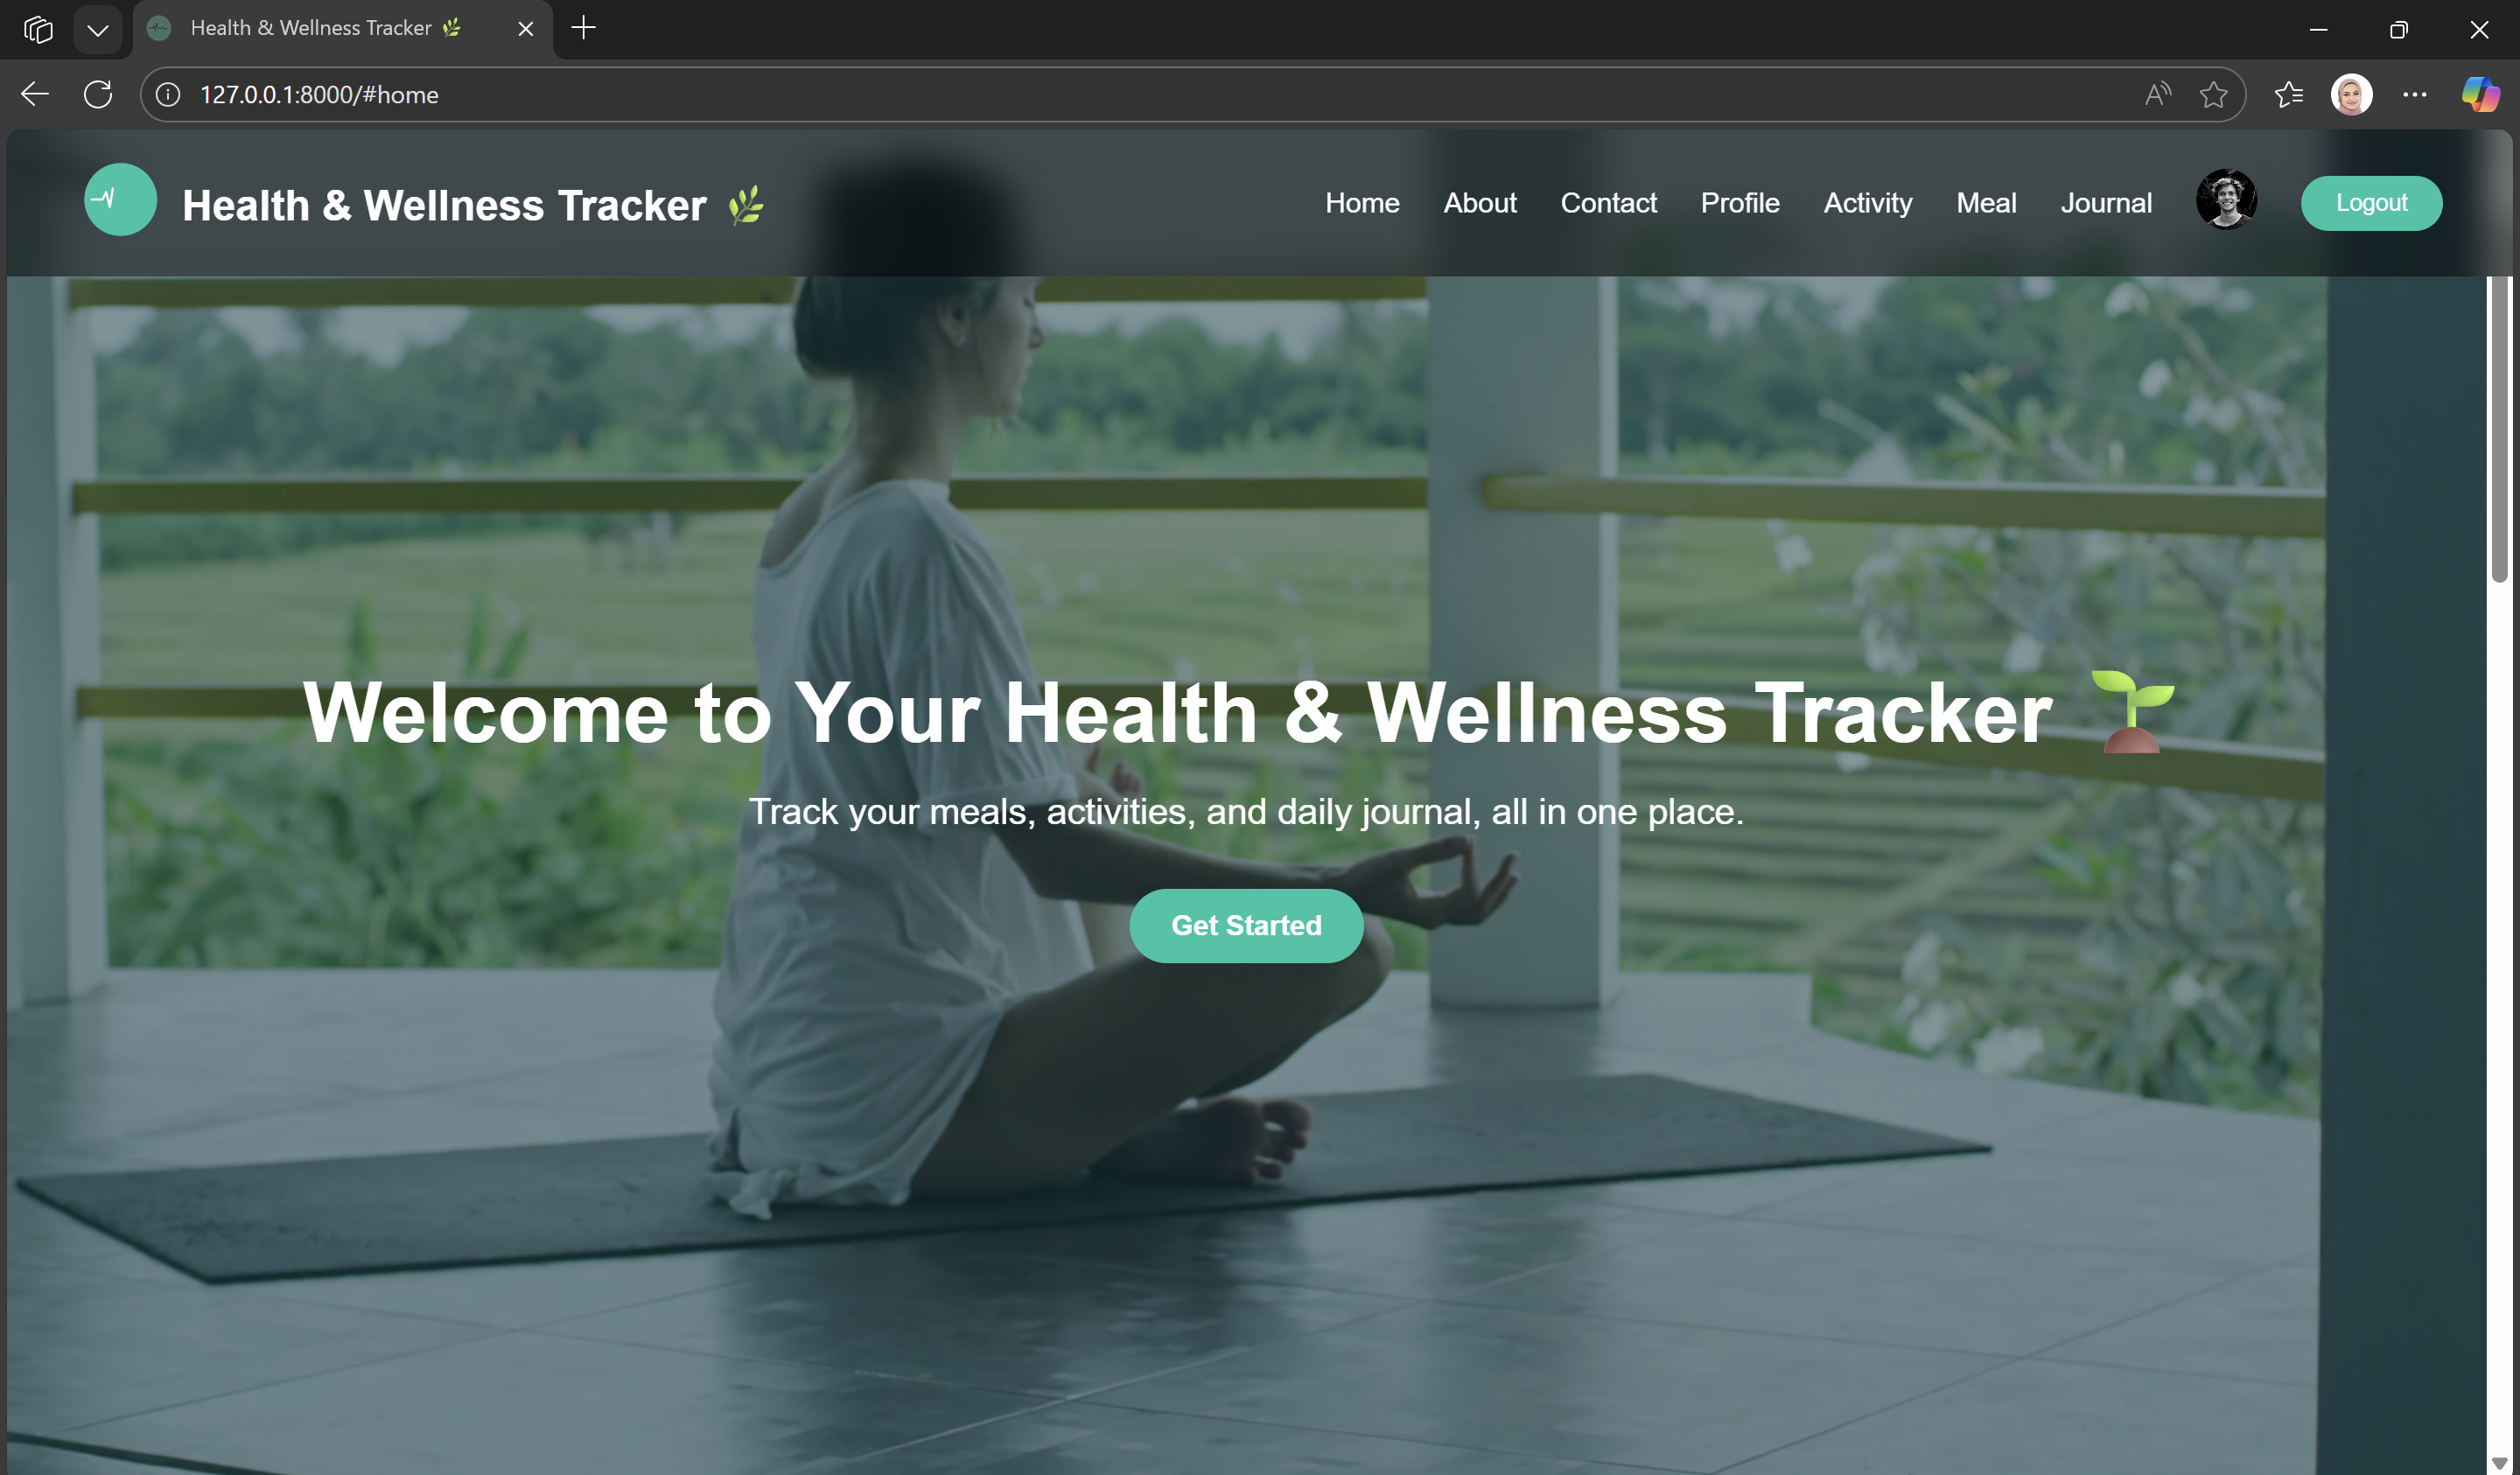 Health & Wellness Tracker 🌿
127.0.0.1:8000/#home
Health & Wellness Tracker 🌿
Home About Contact Profile Activity Meal Journal Logout
Welcome to Your Health & Wellness Tracker 🌱
Track your meals, activities, and daily journal, all in one place.
Get Started